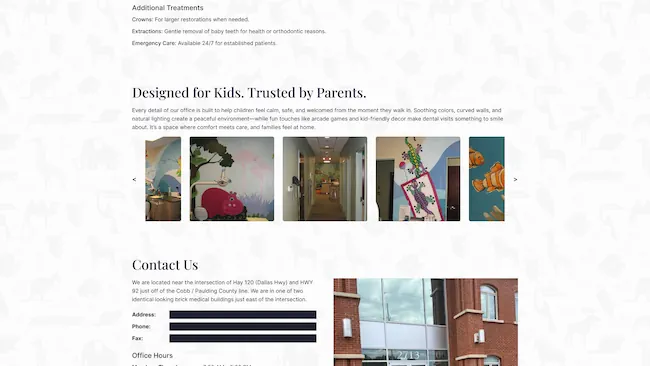 Additional Treatments
Crowns: For larger restorations when needed.
Extractions: Gentle removal of baby teeth for health or orthodontic reasons.
Emergency Care: Available 24/7 for established patients.
Designed for Kids. Trusted by Parents.
Every detail of our office is built to help children feel calm, safe, and welcomed from the moment they walk in. Soothing colors, curved walls, and
natural lighting create a peaceful environment—while fun touches like arcade games and kid-friendly decor make dental visits something to smile
about. It's a space where comfort meets care, and families feel at home.
<
>
Contact Us
We are located near the intersection of Hay 120 (Dallas Hwy) and HWY
92 just off of the Cobb / Paulding County line. We are in one of two
identical looking brick medical buildings just east of the intersection.
Address:
Phone:
Fax:
2713
Office Hours